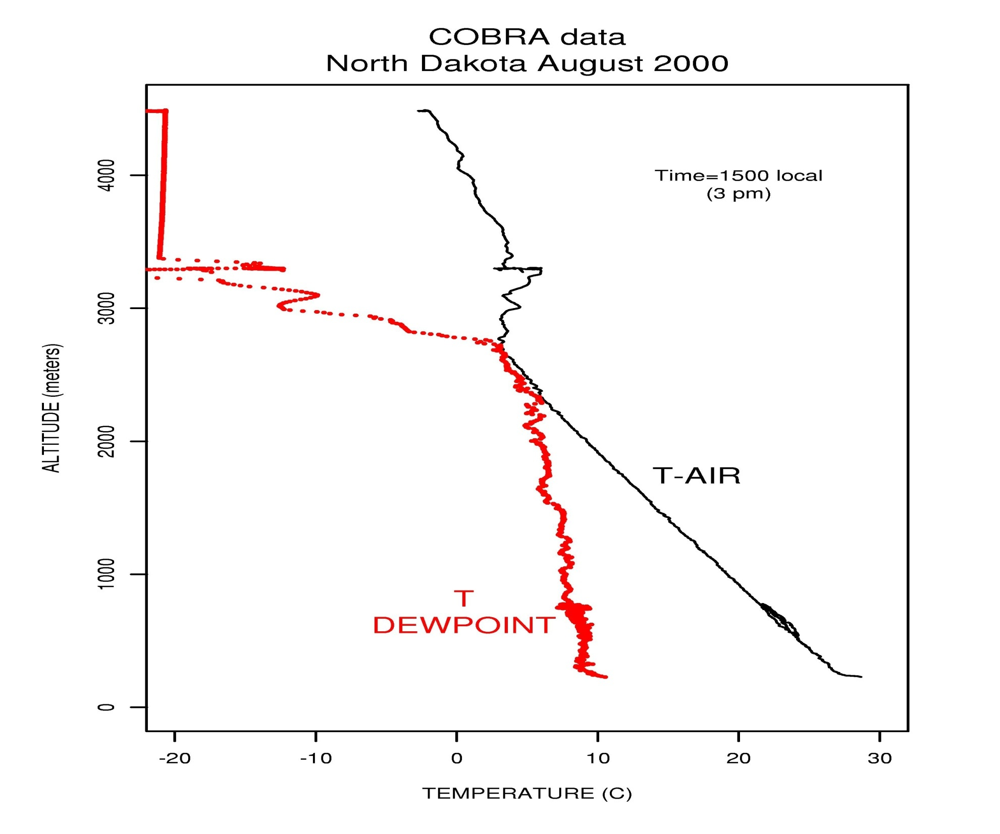 COBRA data
North Dakota August 2000
Time=1500 local
(3 pm)
4000
3000
2000
1000
0
ALTITUDE (meters)
T-AIR
T
DEWPOINT
-20 -10 0 10 20 30
TEMPERATURE (C)